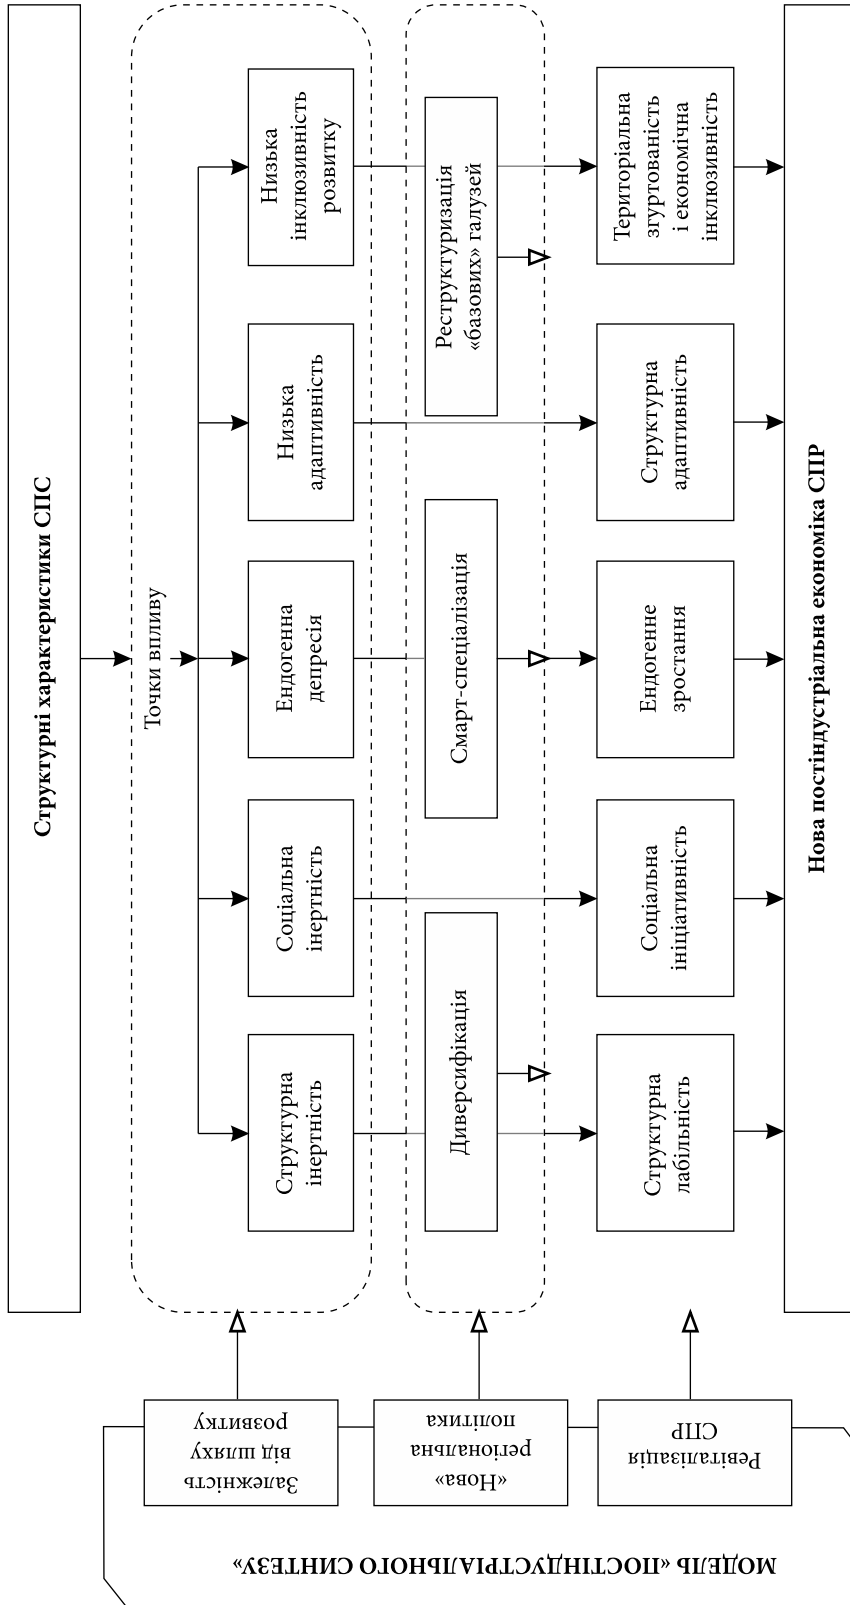 Структурні характеристики СПС
Точки впливу
Структурна
інертність
Соціальна
інертність
Ендогенна
депресія
Низька
адаптивність
Низька
інклюзивність
розвитку
Диверсифікація
Смарт-спеціалізація
Реструктуризація
«базових» галузей
Структурна
лабільність
Соціальна
ініціативність
Ендогенне
зростання
Структурна
адаптивність
Територіальна
згуртованість
і економічна
інклюзивність
Нова постіндустріальна економіка СПР
Залежність
від шляху
розвитку
«Нова»
регіональна
політика
Ревіталізація
СПР
МОДЕЛЬ «ПОСТІНДУСТРІАЛЬНОГО СИНТЕЗУ»